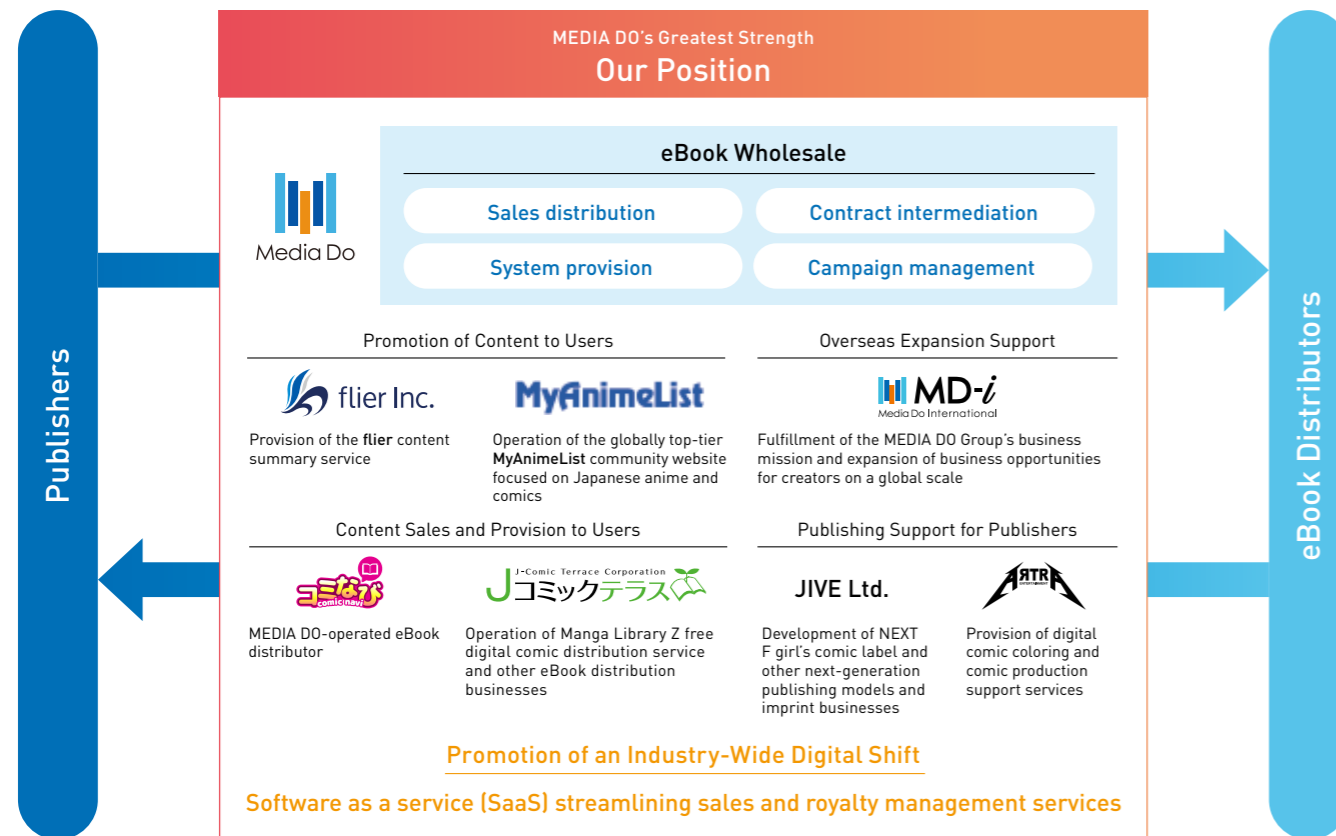 MEDIA DO's Greatest Strength
Our Position
Publishers
eBook Distributors
Media Do
eBook Wholesale
Sales distribution
Contract intermediation
System provision
Campaign management
Promotion of Content to Users
flier Inc.
Provision of the flier content
summary service
MyAnimeList
Operation of the globally top-tier
MyAnimeList community website
focused on Japanese anime and
comics
Overseas Expansion Support
MD-i
Media Do International
Fulfillment of the MEDIA DO Group's business
mission and expansion of business opportunities
for creators on a global scale
Content Sales and Provision to Users
コミなび
comic navi
MEDIA DO-operated eBook
distributor
J-Comic Terrace Corporation
Jコミックテラス
Operation of Manga Library Z free
digital comic distribution service
and other eBook distribution
businesses
Publishing Support for Publishers
JIVE Ltd.
Development of NEXT
F girl's comic label and
other next-generation
publishing models and
imprint businesses
ARTRA
ENTERTAINMENT
Provision of digital
comic coloring and
comic production
support services
Promotion of an Industry-Wide Digital Shift
Software as a service (SaaS) streamlining sales and royalty management services